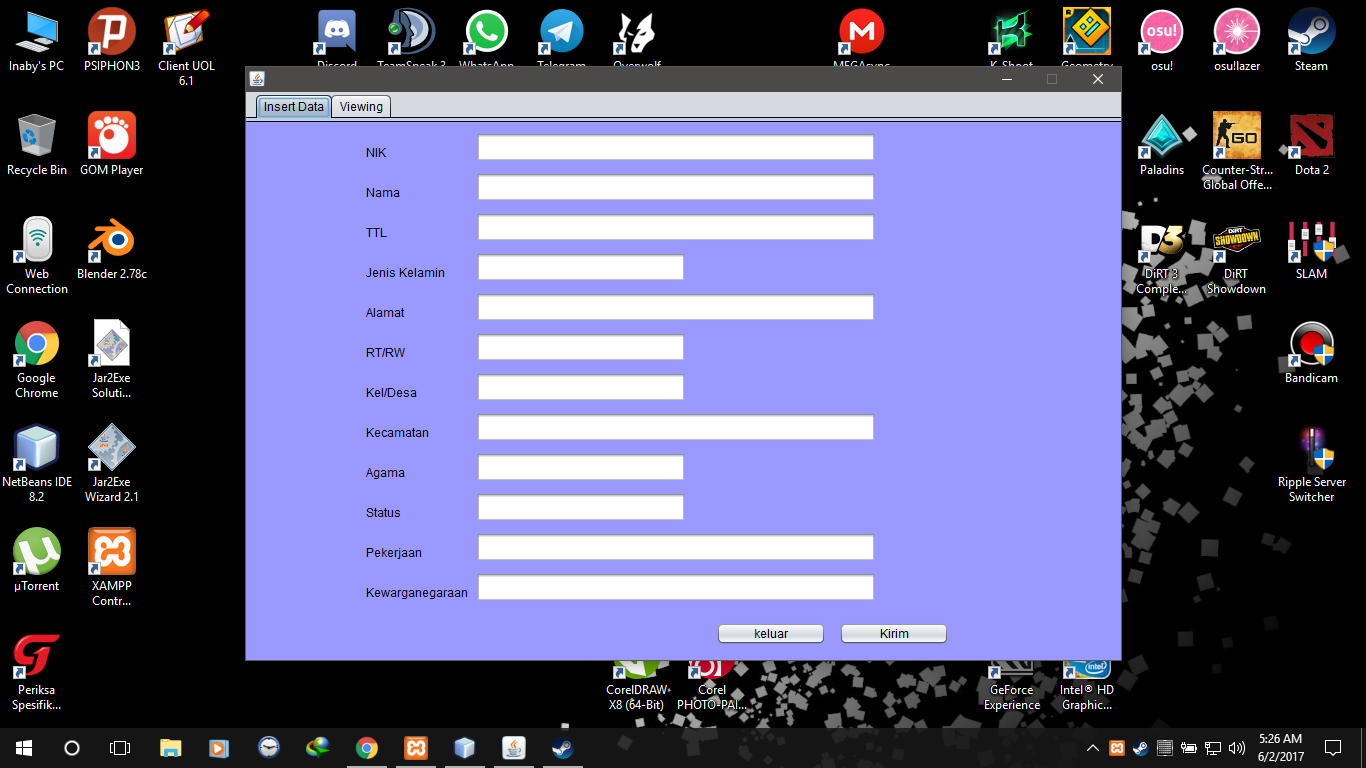 Inaby's PC
PSIPHON3
Client UOL
6.1
Discord
TeamSpeak 3
WhatsApp
Telegram
Overwolf
MEGAsync
K-Shoot
Geometry
osu!
osu!
osu!lazer
Steam
Insert Data
Viewing
NIK
Nama
TTL
Jenis Kelamin
Alamat
RT/RW
Kel/Desa
Kecamatan
Agama
Status
Pekerjaan
Kewarganegaraan
keluar
Kirim
Recycle Bin
GOM Player
Web
Connection
Blender 2.78c
Google
Chrome
Jar2Exe
Soluti...
NetBeans IDE
8.2
Jar2Exe
Wizard 2.1
µTorrent
XAMPP
Contr...
Periksa
Spesifik...
GO
Paladins
Counter-Str...
Global Offe...
Dota 2
DiRT
SHOWDOWN
DiRT 3
Comple...
DiRT
Showdown
SLAM
Bandicam
Ripple Server
Switcher
CorelDRAW
X8 (64-Bit)
Corel
PHOTO-PAI...
GeForce
Experience
intel
Intel® HD
Graphic...
5:26 AM
6/2/2017